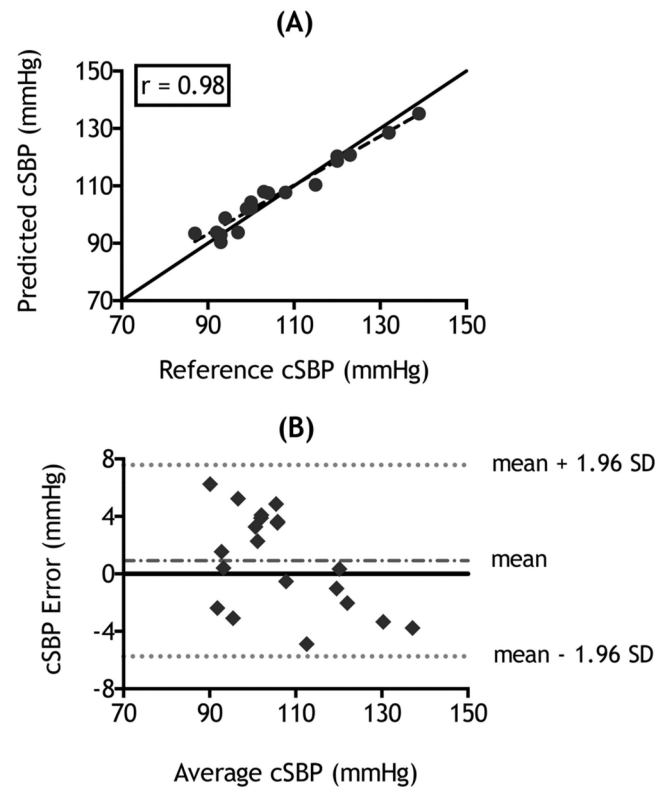 (A)
Predicted cSBP (mmHg)
150
130
110
90
70
r = 0.98
70 90 110 130 150
Reference cSBP (mmHg)
(B)
cSBP Error (mmHg)
8
4
0
-4
-8
mean + 1.96 SD
mean
mean - 1.96 SD
70 90 110 130 150
Average cSBP (mmHg)